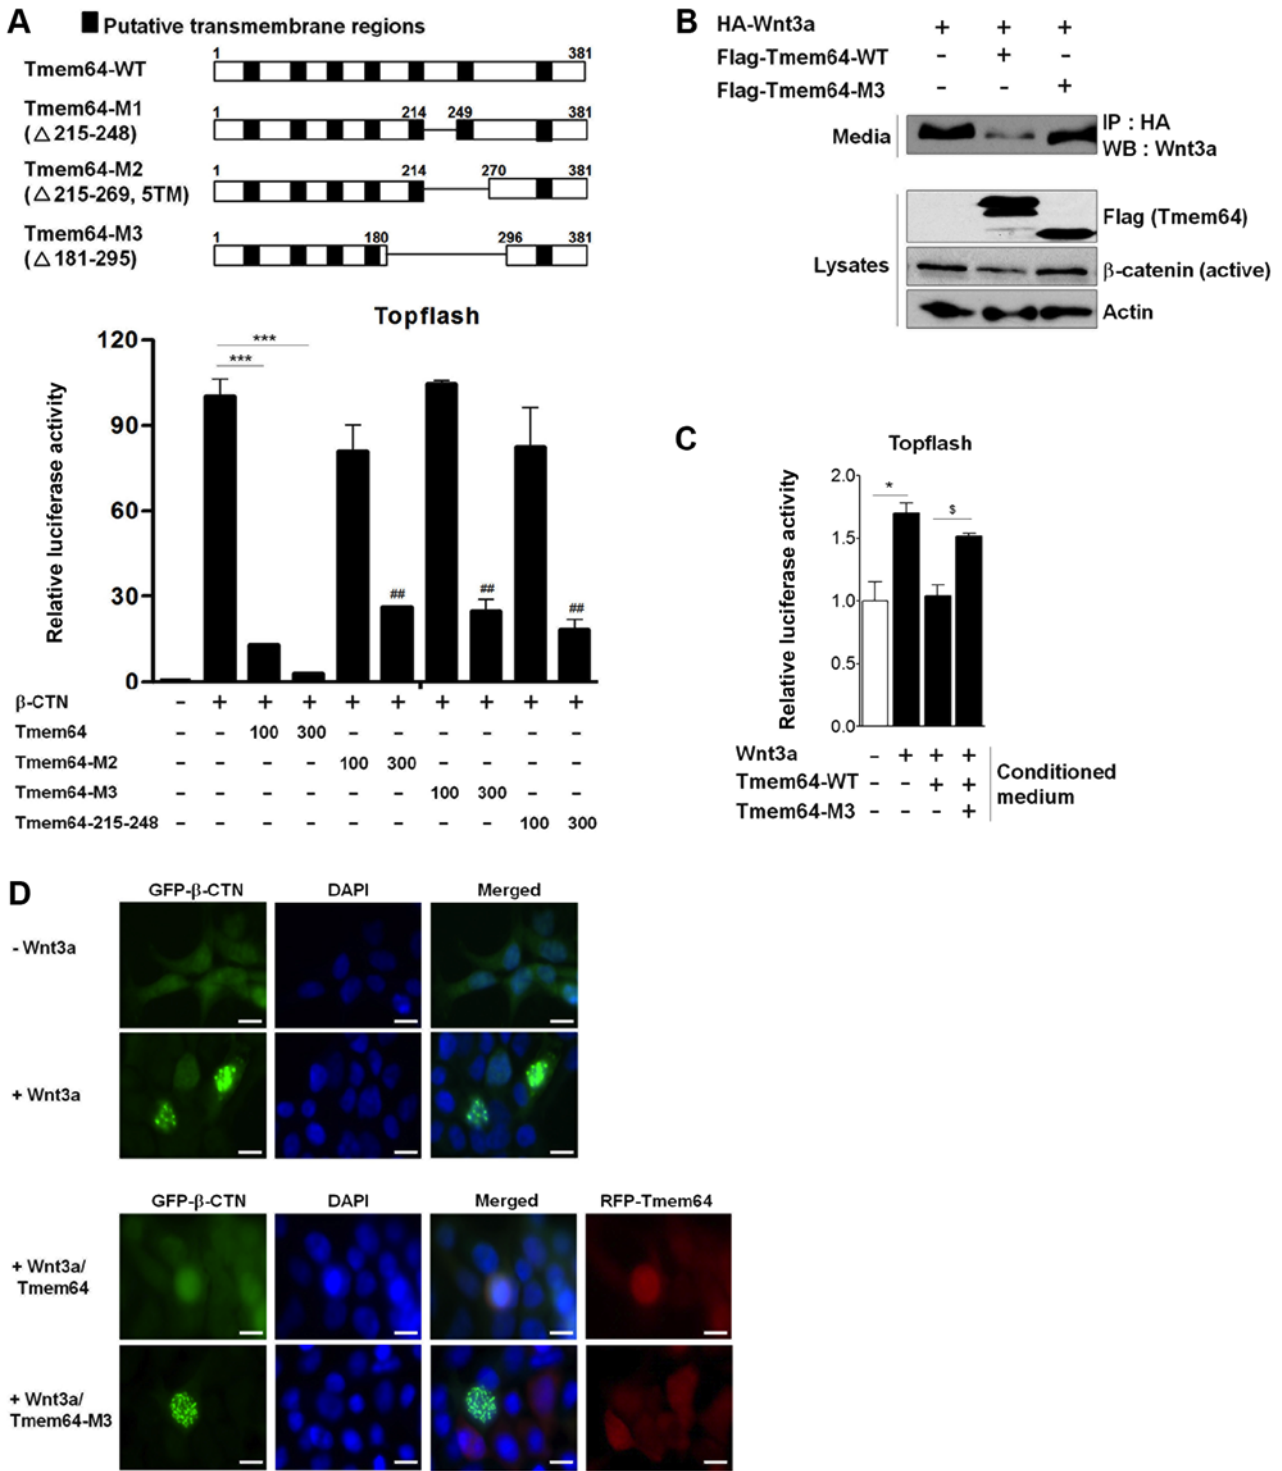 A
Putative transmembrane regions
Tmem64-WT
1 381
Tmem64-M1
(△215-248)
1 214 249 381
Tmem64-M2
(△215-269, 5TM)
1 214 270 381
Tmem64-M3
(△181-295)
1 180 296 381
Topflash
Relative luciferase activity
120
90
60
30
0
***
***
## ## ##
β-CTN - + + + + + + + + +
Tmem64 - - 100 300 - - - - - -
Tmem64-M2 - - - - 100 300 - - - -
Tmem64-M3 - - - - - - 100 300 - -
Tmem64-215-248 - - - - - - - - 100 300
B
HA-Wnt3a + + +
Flag-Tmem64-WT - + -
Flag-Tmem64-M3 - - +
Media
IP : HA
WB : Wnt3a
Lysates
Flag (Tmem64)
β-catenin (active)
Actin
C
Topflash
Relative luciferase activity
2.0
1.5
1.0
0.5
0.0
*
$
Wnt3a - + + +
Tmem64-WT - - + +
Tmem64-M3 - - - +
Conditioned
medium
D
GFP-β-CTN DAPI Merged
- Wnt3a
+ Wnt3a
GFP-β-CTN DAPI Merged RFP-Tmem64
+ Wnt3a/
Tmem64
+ Wnt3a/
Tmem64-M3